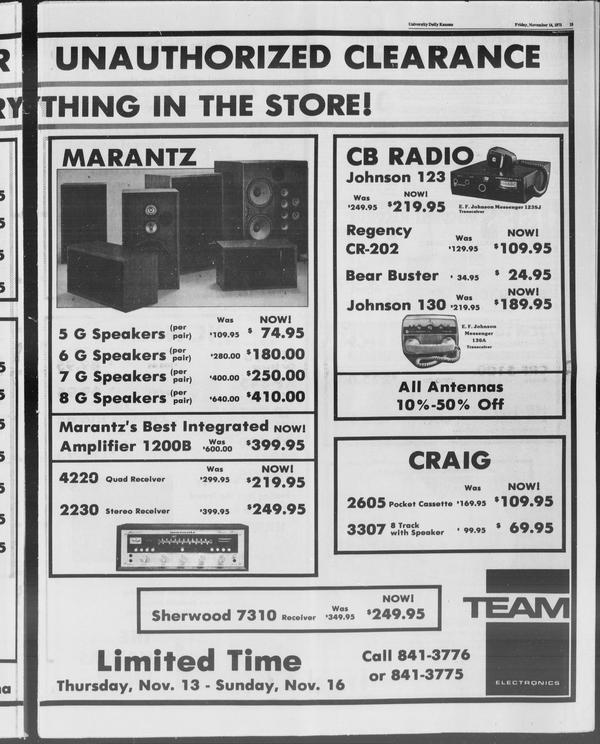 University Daily Kansan
Friday, November 14, 1975
R UNAUTHORIZED CLEARANCE
RYTHING IN THE STORE!
MARANTZ
Was NOW!
5 G Speakers (per pair) $109.95 $ 74.95
6 G Speakers (per pair) $280.00 $180.00
7 G Speakers (per pair) $400.00 $250.00
8 G Speakers (per pair) $640.00 $410.00
Marantz's Best Integrated NOW!
Amplifier 1200B Was $600.00 $399.95
Was NOW!
4220 Quad Receiver $299.95 $219.95
2230 Stereo Receiver $399.95 $249.95
CB RADIO
Johnson 123
Was NOW!
$249.95 $219.95
E. F. Johnson Messenger 123SJ
Transceiver
Regency Was NOW!
CR-202 $129.95 $109.95
Bear Buster $ 34.95 $ 24.95
Was NOW!
Johnson 130 $219.95 $189.95
E. F. Johnson
Messenger
130A
Transceiver
All Antennas
10%-50% Off
CRAIG
Was NOW!
2605 Pocket Cassette $169.95 $109.95
3307 8 Track with Speaker $ 99.95 $ 69.95
NOW!
Sherwood 7310 Receiver Was $349.95 $249.95
Limited Time
Thursday, Nov. 13 - Sunday, Nov. 16
Call 841-3776
or 841-3775
TEAM
ELECTRONICS